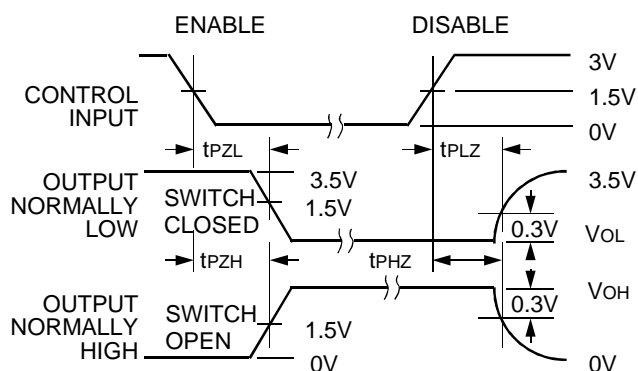 ENABLE DISABLE
3V
CONTROL
INPUT
1.5V
0V
tPZL tPLZ
OUTPUT
NORMALLY
LOW
SWITCH
CLOSED
3.5V
1.5V
3.5V
0.3V
VOL
tPZH tPHZ
OUTPUT
NORMALLY
HIGH
SWITCH
OPEN
1.5V
0V
VOH
0.3V
0V